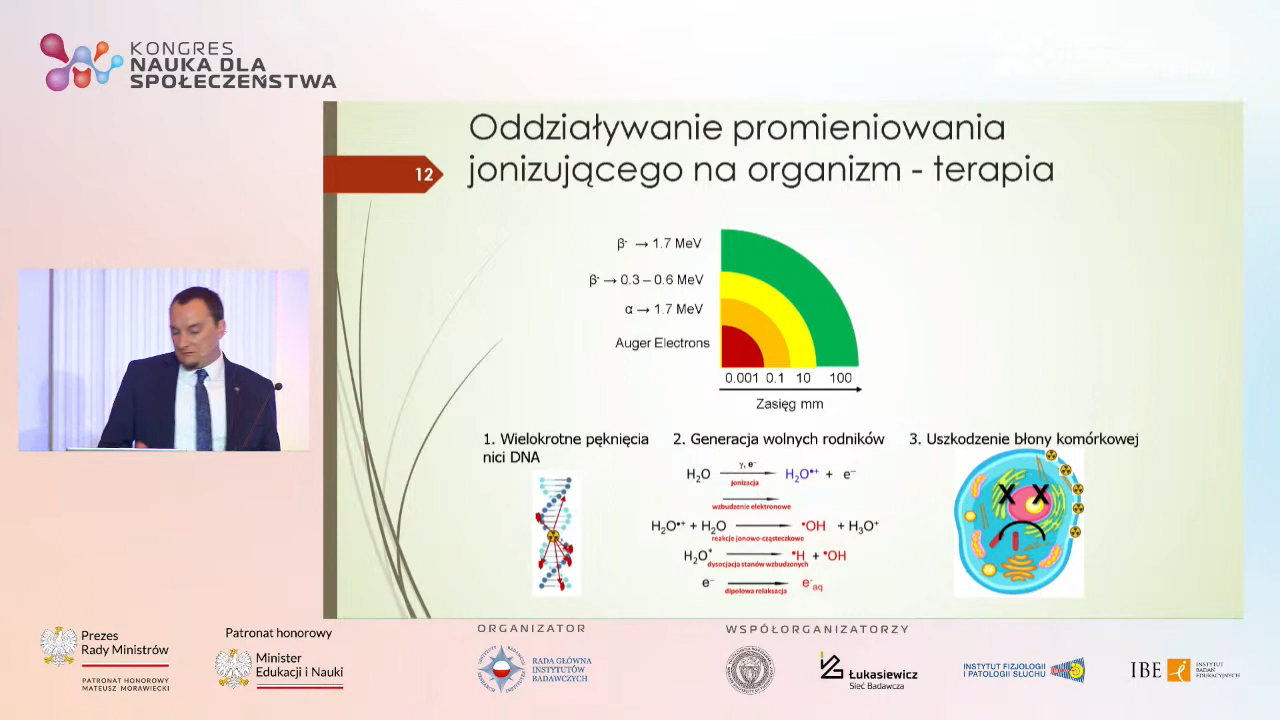 KONGRES
NAUKA DLA
SPOŁECZEŃSTWA
12
Oddziaływanie promieniowania
jonizującego na organizm - terapia
β⁻ → 1.7 MeV
β⁻ → 0.3 – 0.6 MeV
α → 1.7 MeV
Auger Electrons
0.001 0.1 10 100
Zasięg mm
1. Wielokrotne pęknięcia
nici DNA
2. Generacja wolnych rodników
H₂O γ, e⁻ → H₂O•⁺ + e⁻
jonizacja
wzbudzenie elektronowe
H₂O•⁺ + H₂O → •OH + H₃O⁺
reakcje jonowo-cząsteczkowe
H₂O* → •H + •OH
dysocjacja stanów wzbudzonych
e⁻ → e⁻aq
dipolowa relaksacja
3. Uszkodzenie błony komórkowej
X X
Prezes
Rady Ministrów
PATRONAT HONOROWY
MATEUSZ MORAWIECKI
Patronat honorowy
Minister
Edukacji i Nauki
ORGANIZATOR
RADA GŁÓWNA
INSTYTUTÓW
BADAWCZYCH
WSPÓŁORGANIZATORZY
Łukasiewicz
Sieć Badawcza
INSTYTUT FIZJOLOGII
I PATOLOGII SŁUCHU
IBE
INSTYTUT
BADAŃ
EDUKACYJNYCH